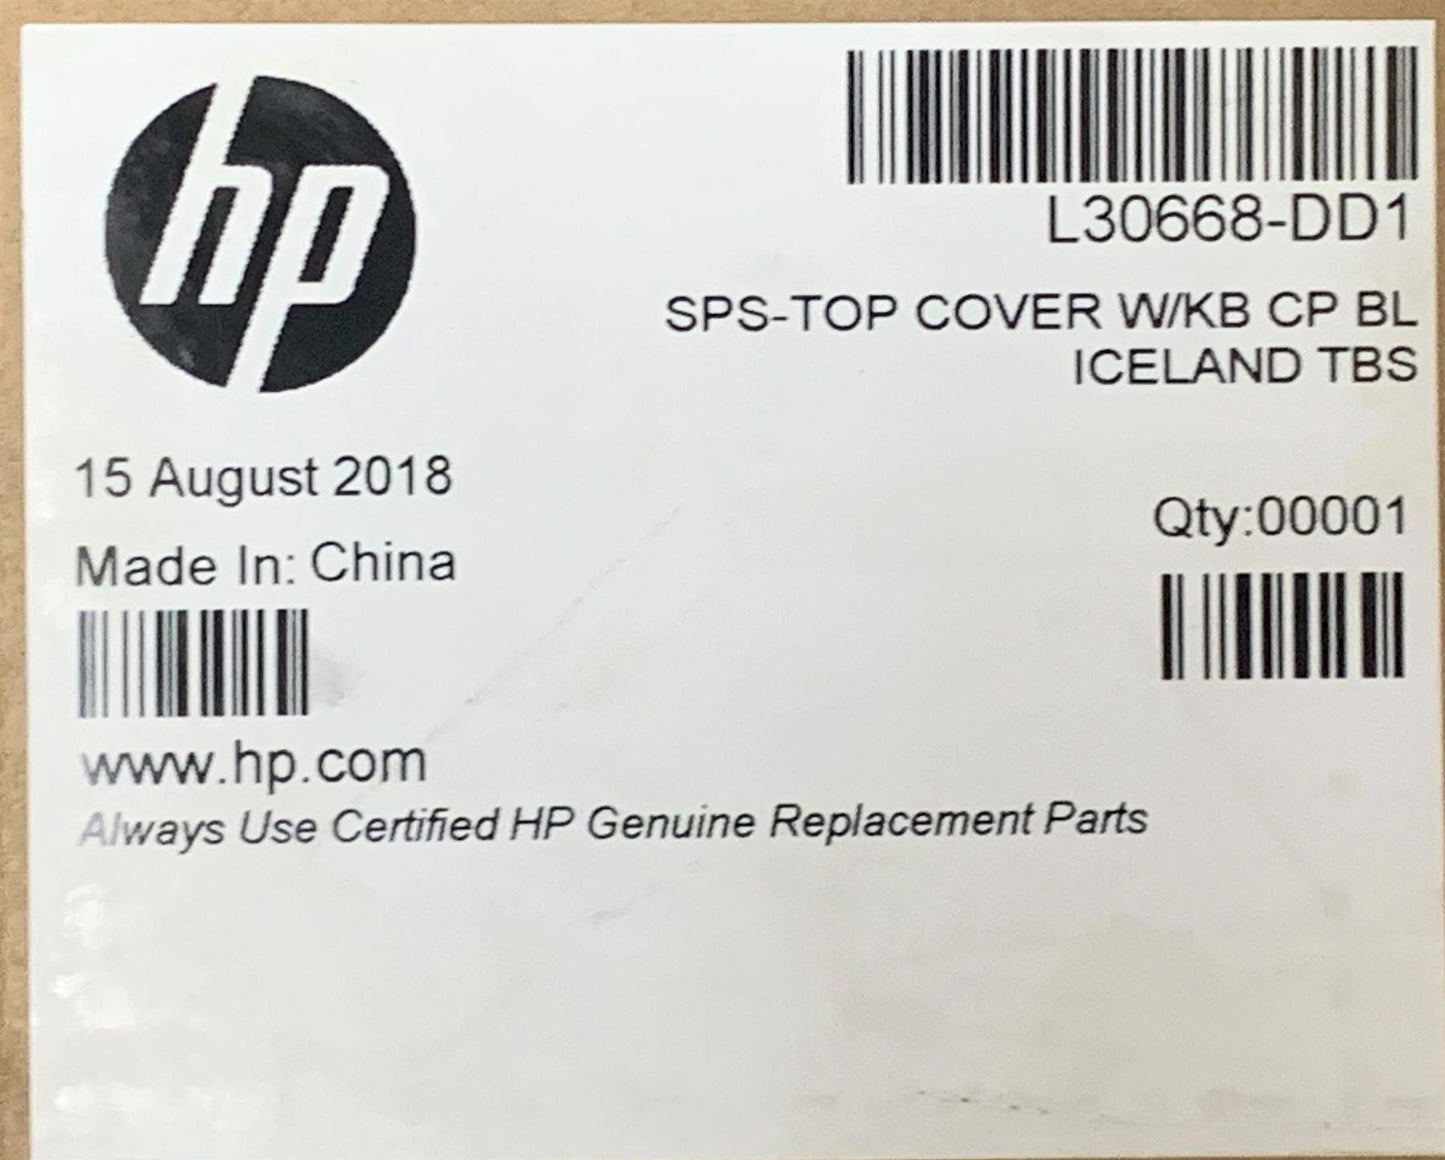 hp
L30668-DD1
SPS-TOP COVER W/KB CP BL
ICELAND TBS
15 August 2018
Qty:00001
Made In: China
www.hp.com
Always Use Certified HP Genuine Replacement Parts